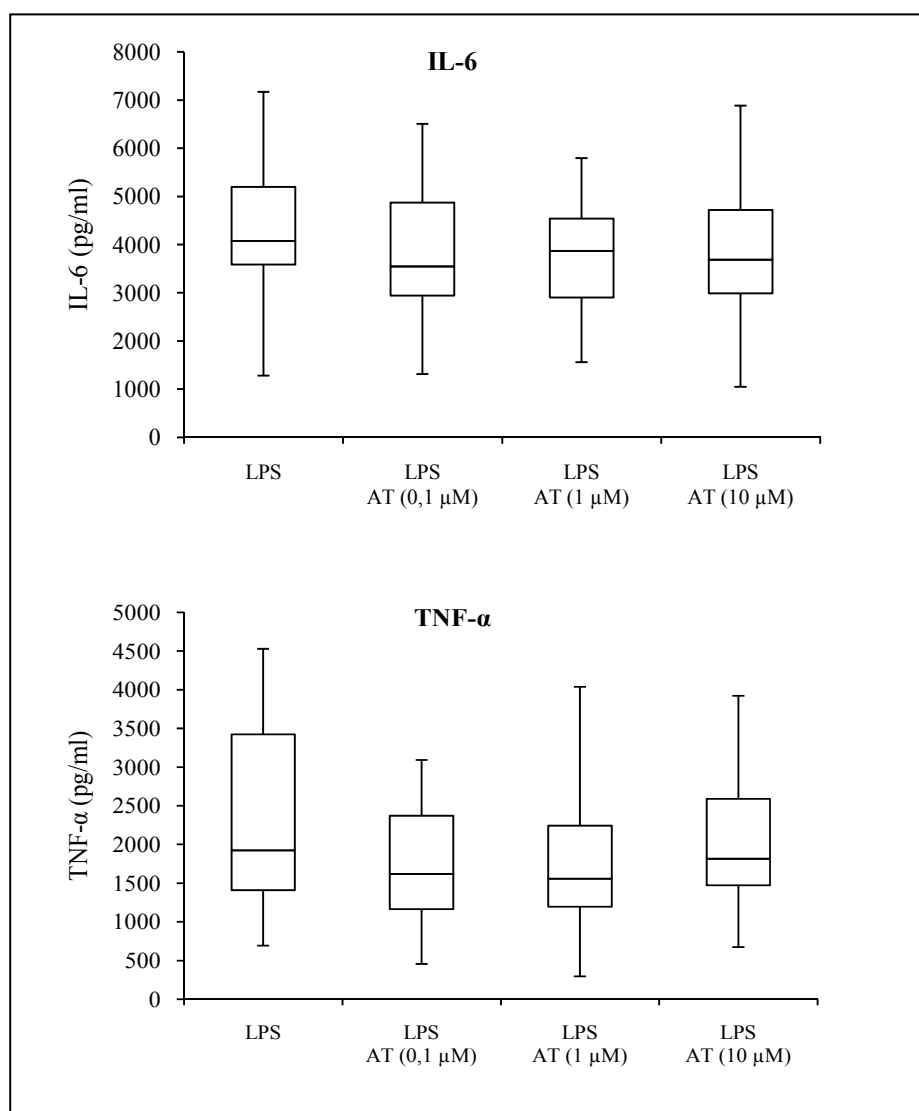 IL-6
8000
7000
6000
5000
4000
3000
2000
1000
0
IL-6 (pg/ml)
LPS
LPS
AT (0,1 µM)
LPS
AT (1 µM)
LPS
AT (10 µM)
TNF-α
5000
4500
4000
3500
3000
2500
2000
1500
1000
500
0
TNF-α (pg/ml)
LPS
LPS
AT (0,1 µM)
LPS
AT (1 µM)
LPS
AT (10 µM)